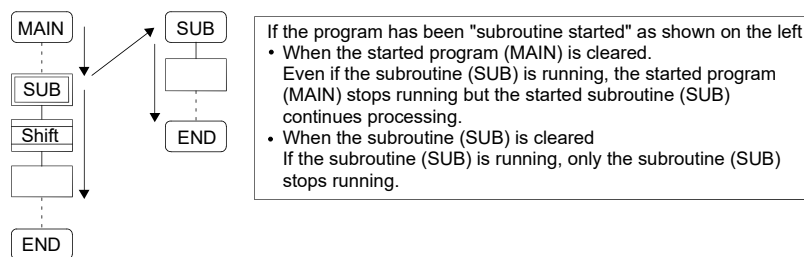 MAIN
SUB
Shift
END
SUB
END
If the program has been "subroutine started" as shown on the left
• When the started program (MAIN) is cleared.
Even if the subroutine (SUB) is running, the started program
(MAIN) stops running but the started subroutine (SUB)
continues processing.
• When the subroutine (SUB) is cleared
If the subroutine (SUB) is running, only the subroutine (SUB)
stops running.